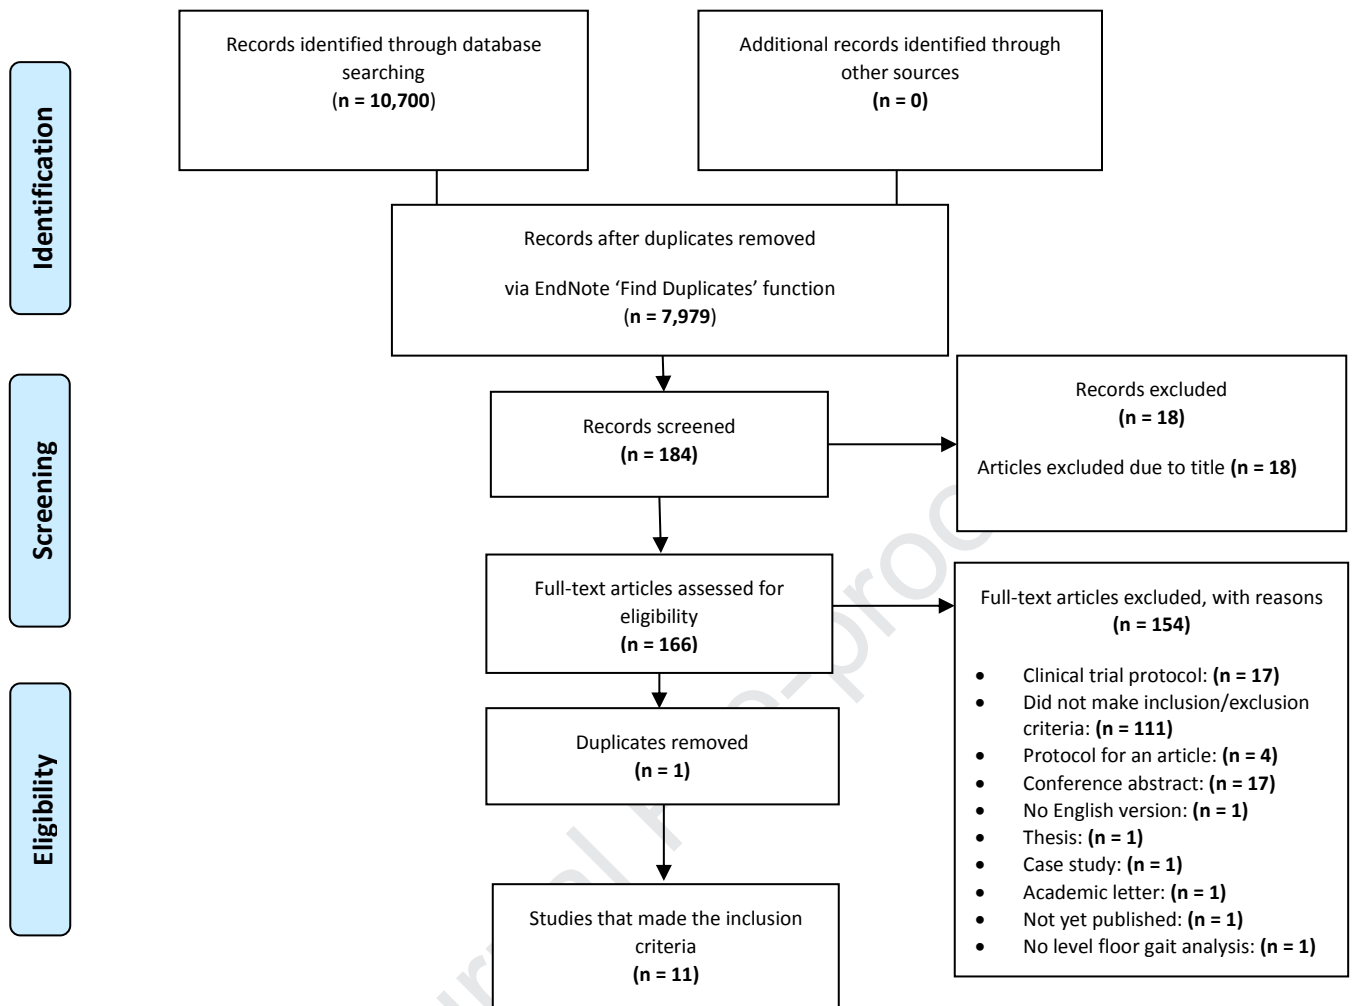 Identification
Records identified through database
searching
(n = 10,700)
Additional records identified through
other sources
(n = 0)
Records after duplicates removed
via EndNote ‘Find Duplicates’ function
(n = 7,979)
Screening
Records screened
(n = 184)
Records excluded
(n = 18)
Articles excluded due to title (n = 18)
Full-text articles assessed for
eligibility
(n = 166)
Full-text articles excluded, with reasons
(n = 154)
• Clinical trial protocol: (n = 17)
• Did not make inclusion/exclusion
criteria: (n = 111)
• Protocol for an article: (n = 4)
• Conference abstract: (n = 17)
• No English version: (n = 1)
• Thesis: (n = 1)
• Case study: (n = 1)
• Academic letter: (n = 1)
• Not yet published: (n = 1)
• No level floor gait analysis: (n = 1)
Eligibility
Duplicates removed
(n = 1)
Studies that made the inclusion
criteria
(n = 11)